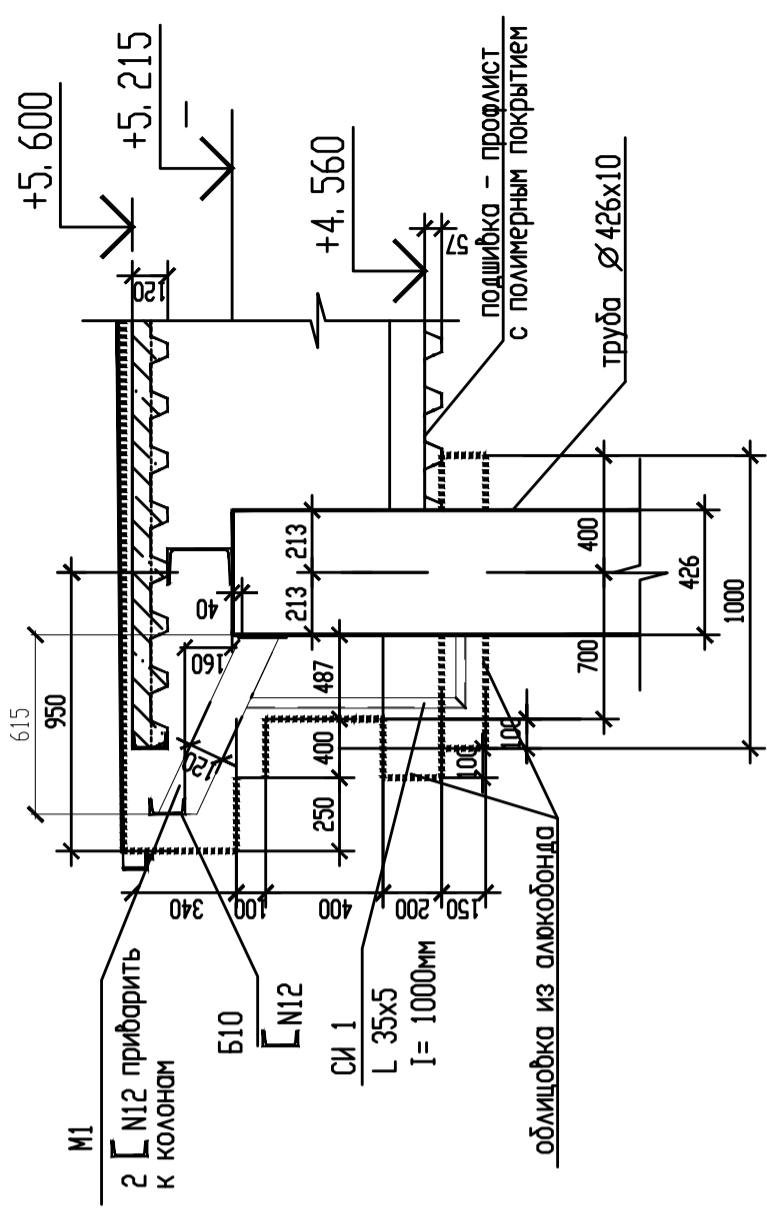 +5. 600
+5. 215
+4. 560
120
57
подшивка - профлист
с полимерным покрытием
труба Ø 426x10
615
950
40
160
120
213
213
487
400
250
400
700
426
1000
100
100
340
100
400
200
150
М1
2 [ N12 приварить
к колонам
Б10
[ N12
СИ 1
L 35x5
I= 1000мм
облицовка из алюкобонда